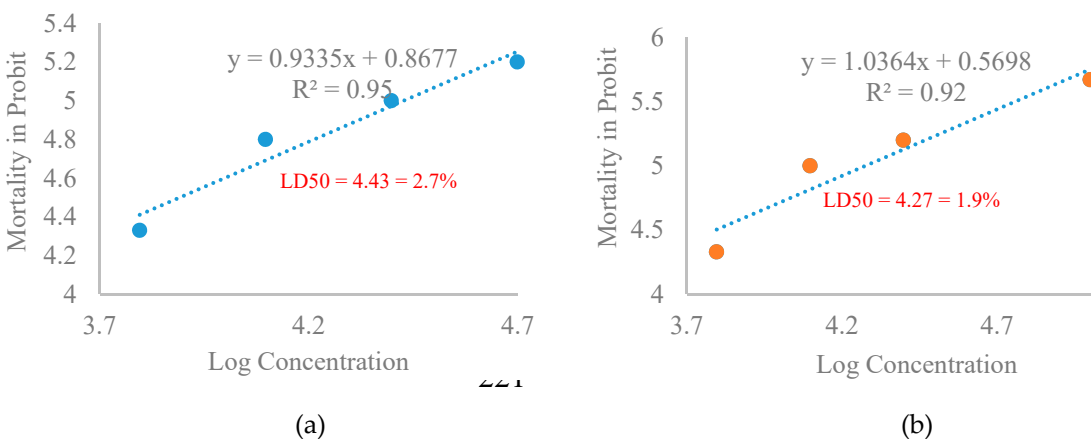 5.4
5.2
5
4.8
4.6
4.4
4.2
4
3.7
4.2
4.7
Mortality in Probit
Log Concentration
y = 0.9335x + 0.8677
R² = 0.95
LD50 = 4.43 = 2.7%
(a)
6
5.5
5
4.5
4
3.7
4.2
4.7
Mortality in Probit
Log Concentration
y = 1.0364x + 0.5698
R² = 0.92
LD50 = 4.27 = 1.9%
(b)